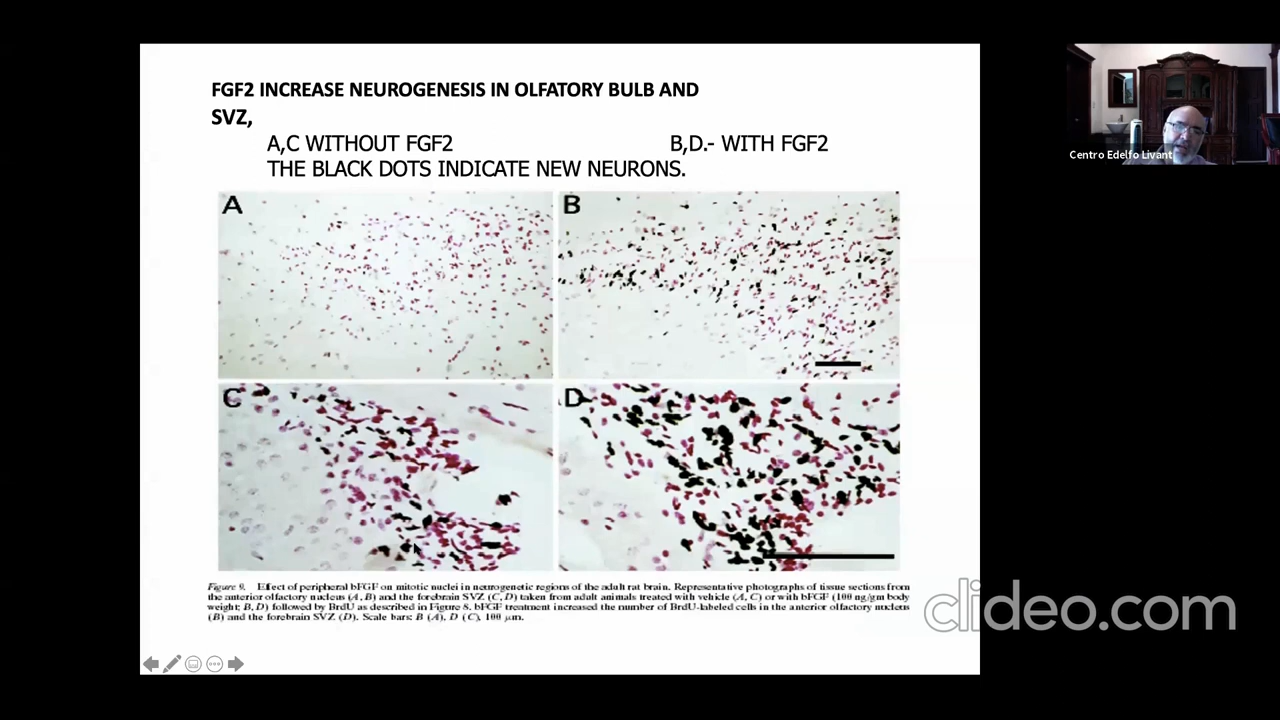 FGF2 INCREASE NEUROGENESIS IN OLFATORY BULB AND
SVZ,
A,C WITHOUT FGF2 B,D.- WITH FGF2
THE BLACK DOTS INDICATE NEW NEURONS.
A
B
C
D
Figure 9. Effect of peripheral bFGF on mitotic nuclei in neurogenetic regions of the adult rat brain. Representative photographs of tissue sections from
the anterior olfactory nucleus (A, B) and the forebrain SVZ (C, D) taken from adult animals treated with vehicle (A, C) or with bFGF (100 ng/gm body
weight; B, D) followed by BrdU as described in Figure 8. bFGF treatment increased the number of BrdU-labeled cells in the anterior olfactory nucleus
(B) and the forebrain SVZ (D). Scale bars: B (A), D (C), 100 μm.
Centro Edelfo Livant
clideo.com